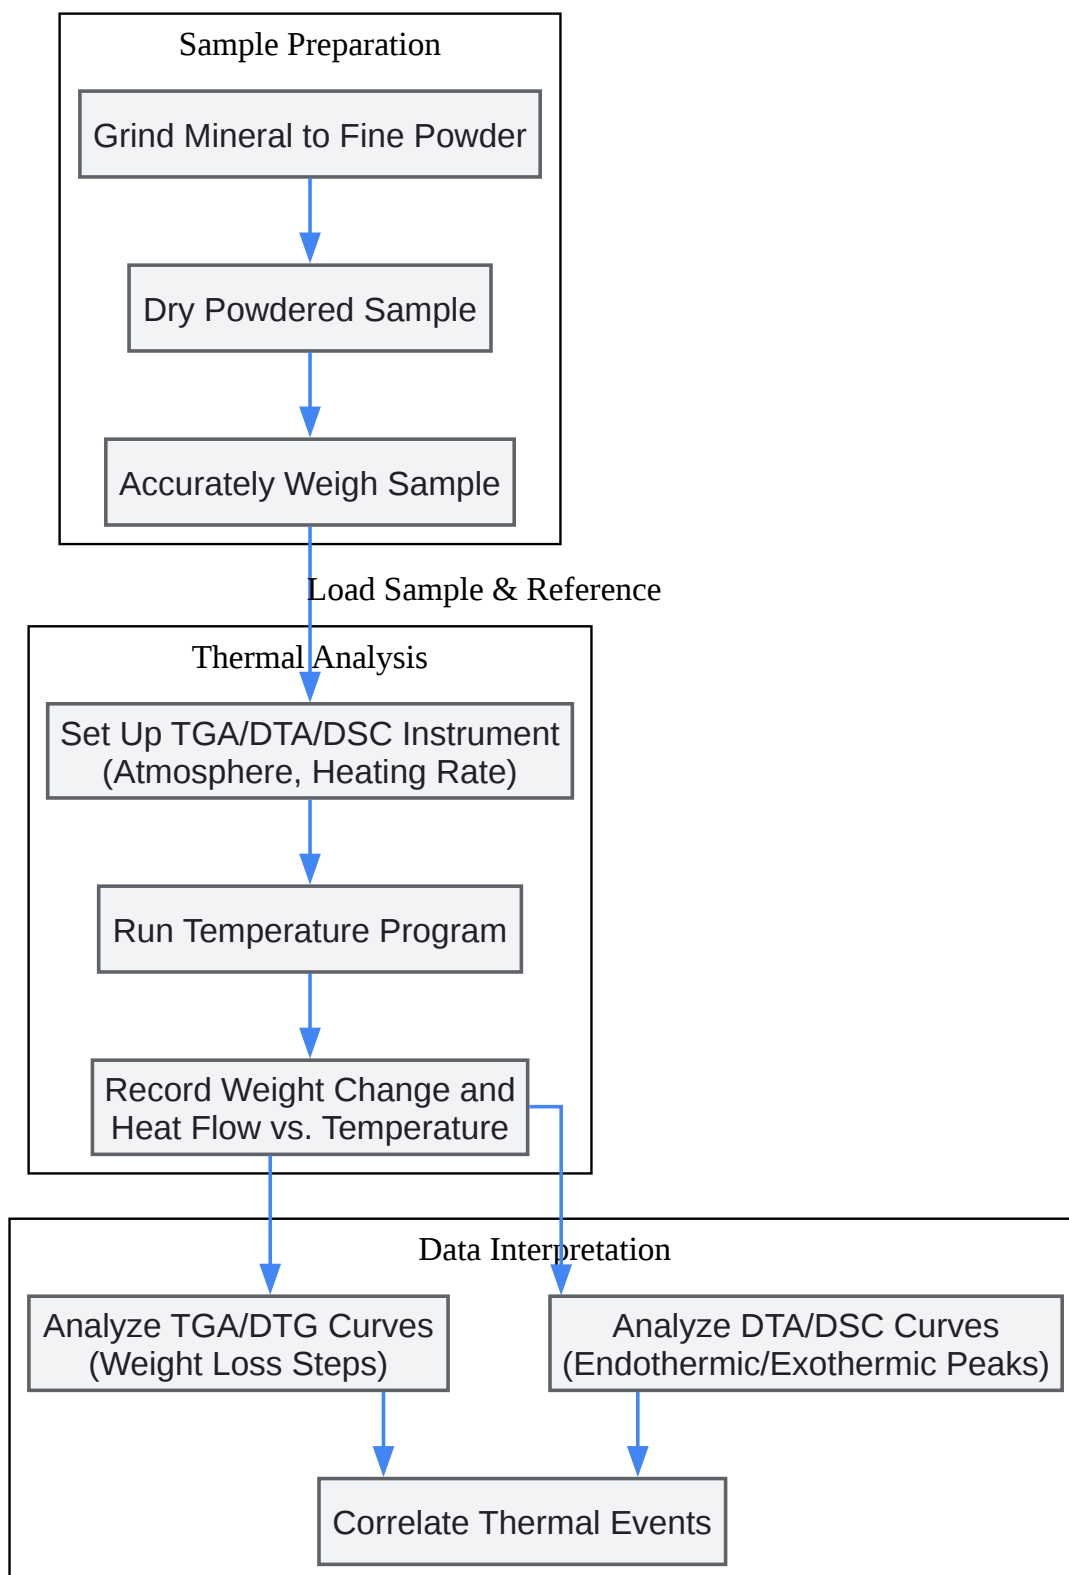 Sample Preparation
Grind Mineral to Fine Powder
Dry Powdered Sample
Accurately Weigh Sample
Load Sample & Reference
Thermal Analysis
Set Up TGA/DTA/DSC Instrument
(Atmosphere, Heating Rate)
Run Temperature Program
Record Weight Change and
Heat Flow vs. Temperature
Data Interpretation
Analyze TGA/DTG Curves
(Weight Loss Steps)
Analyze DTA/DSC Curves
(Endothermic/Exothermic Peaks)
Correlate Thermal Events